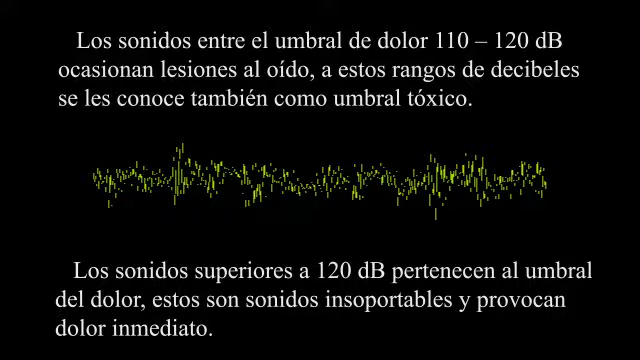 Los sonidos entre el umbral de dolor 110 – 120 dB
ocasionan lesiones al oído, a estos rangos de decibeles
se les conoce también como umbral tóxico.
Los sonidos superiores a 120 dB pertenecen al umbral
del dolor, estos son sonidos insoportables y provocan
dolor inmediato.